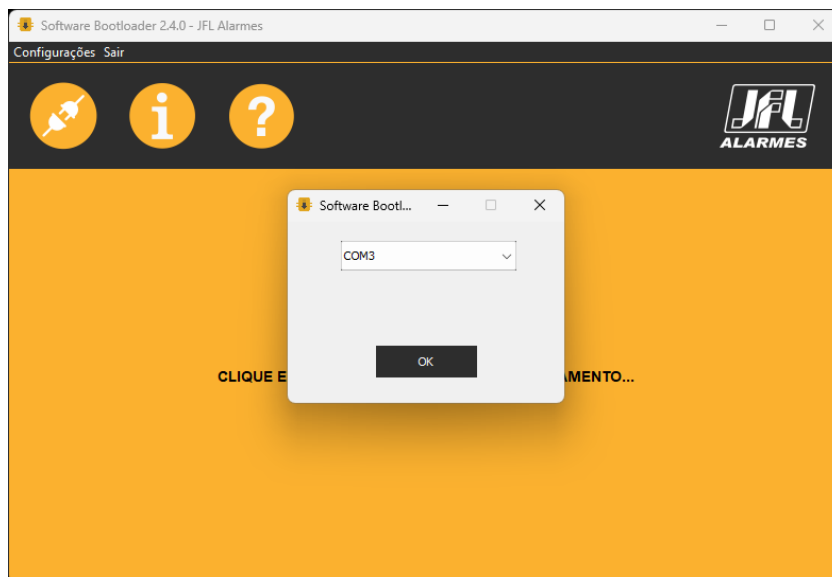 Software Bootloader 2.4.0 - JFL Alarmes
Configurações Sair
i ?
JFL
ALARMES
Software Bootl...
COM3
OK
CLIQUE E
AMENTO...